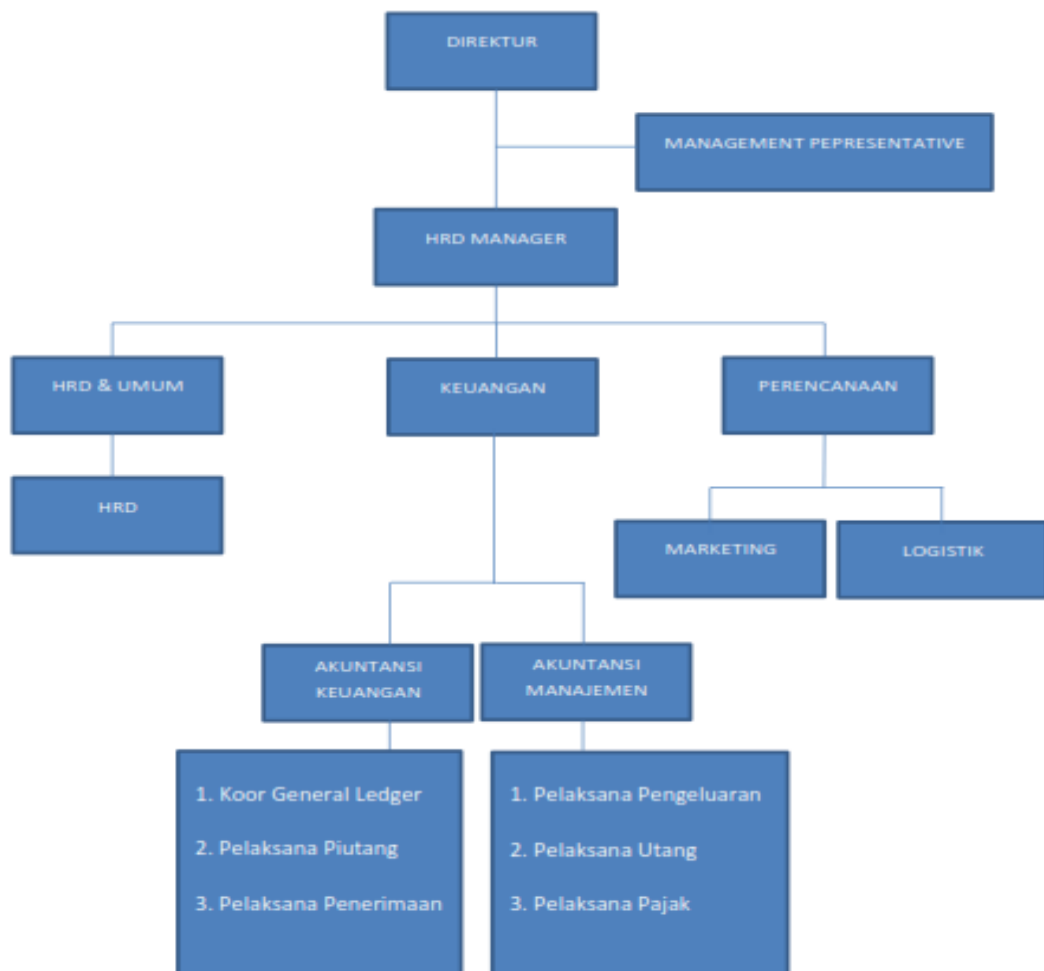 DIREKTUR
MANAGEMENT PEPRESENTATIVE
HRD MANAGER
HRD & UMUM
KEUANGAN
PERENCANAAN
HRD
MARKETING
LOGISTIK
AKUNTANSI
KEUANGAN
AKUNTANSI
MANAJEMEN
1. Koor General Ledger
2. Pelaksana Piutang
3. Pelaksana Penerimaan
1. Pelaksana Pengeluaran
2. Pelaksana Utang
3. Pelaksana Pajak